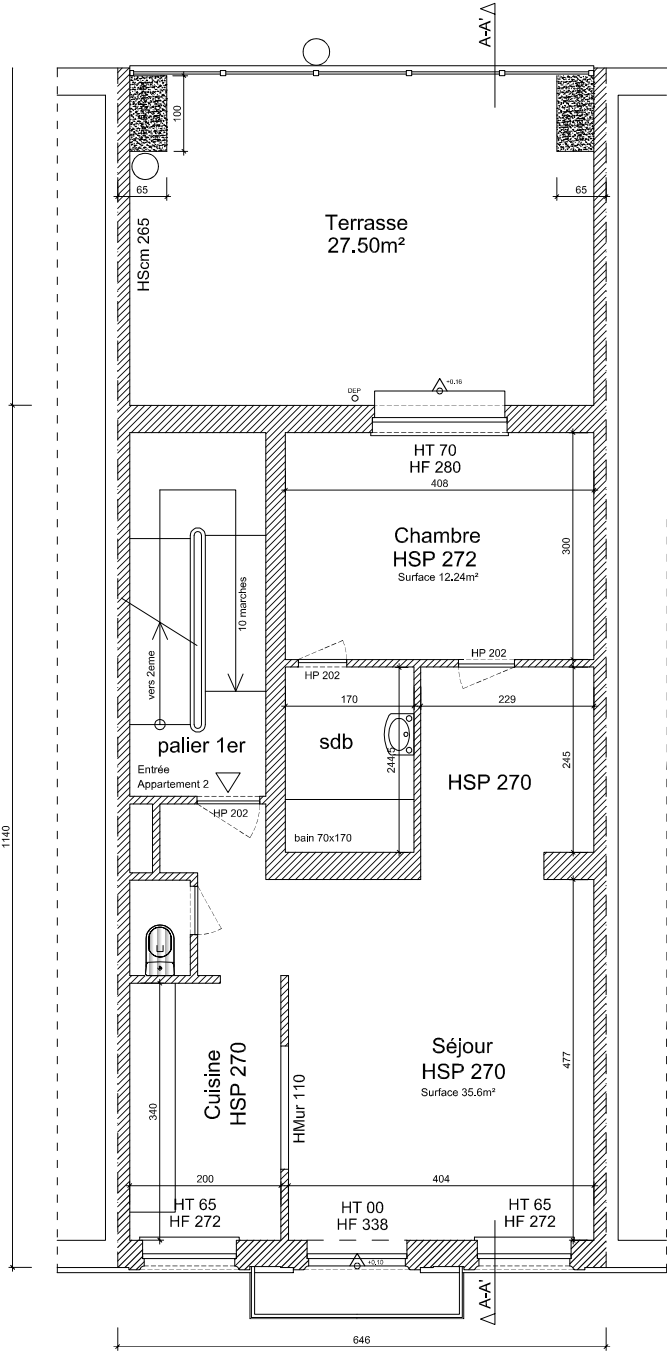 A-A'
100
65
65
HScm 265
Terrasse
27.50m²
DEP
+0.16
HT 70
HF 280
408
Chambre
HSP 272
Surface 12.24m²
300
10 marches
vers 2eme
HP 202
HP 202
170
229
palier 1er
sdb
244.5
245
HSP 270
Entrée
Appartement 2
HP 202
bain 70x170
1140
Cuisine
HSP 270
HMur 110
Séjour
HSP 270
Surface 35.6m²
477
340
200
404
HT 65
HF 272
HT 00
HF 338
HT 65
HF 272
+0.10
A-A'
646